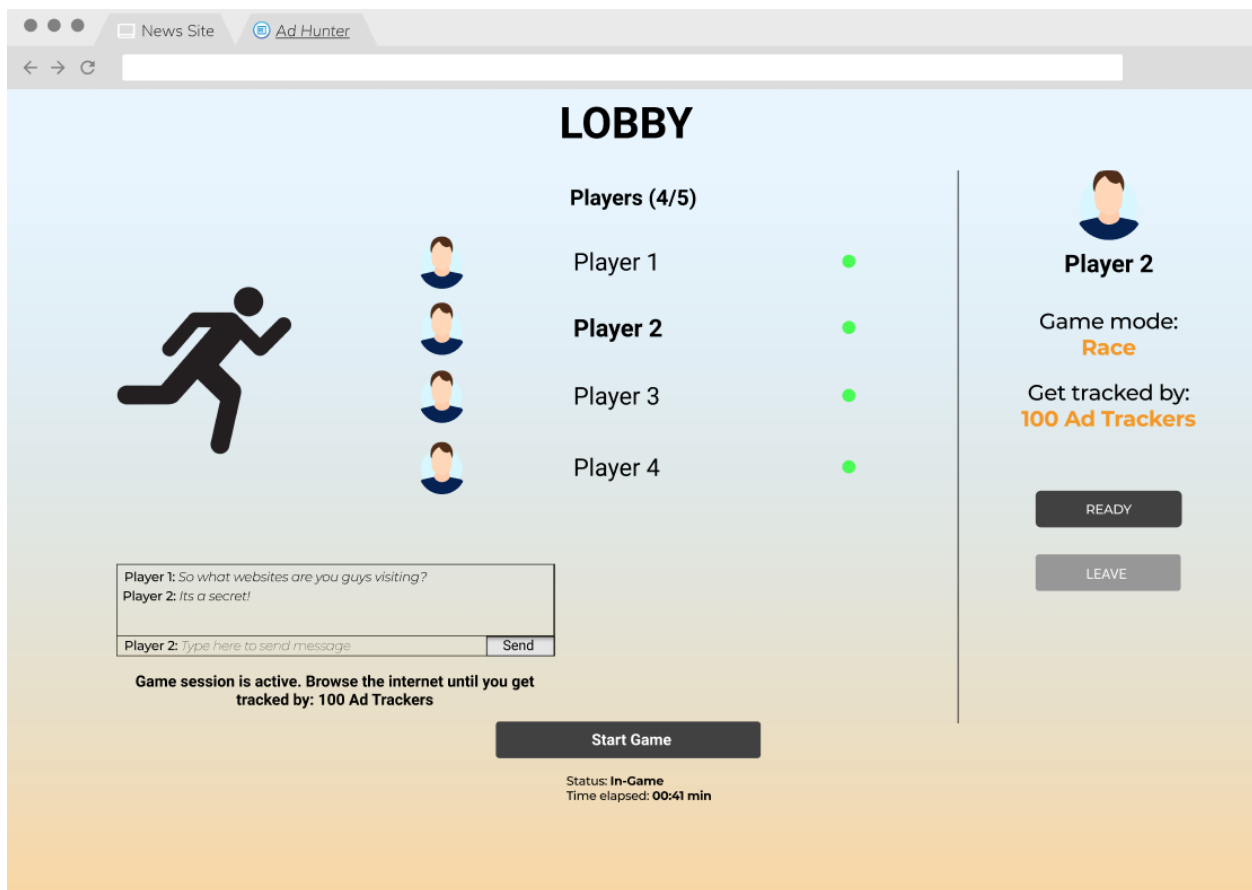 News Site
Ad Hunter
LOBBY
Players (4/5)
Player 1
Player 2
Player 3
Player 4
Player 2
Game mode:
Race
Get tracked by:
100 Ad Trackers
READY
LEAVE
Player 1: So what websites are you guys visiting?
Player 2: Its a secret!
Player 2: Type here to send message
Send
Game session is active. Browse the internet until you get
tracked by: 100 Ad Trackers
Start Game
Status: In-Game
Time elapsed: 00:41 min